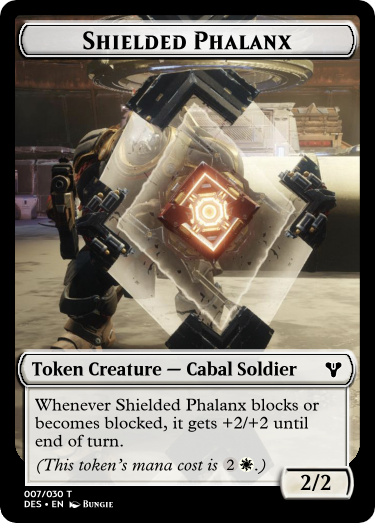 Shielded Phalanx
Token Creature — Cabal Soldier
Whenever Shielded Phalanx blocks or
becomes blocked, it gets +2/+2 until
end of turn.
(This token's mana cost is 2.)
2/2
007/030 T
DES • EN Bungie